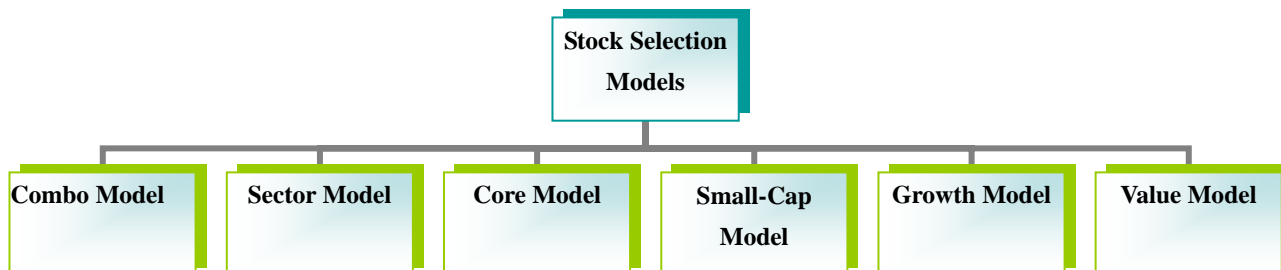 Stock Selection
Models
Combo Model
Sector Model
Core Model
Small-Cap
Model
Growth Model
Value Model